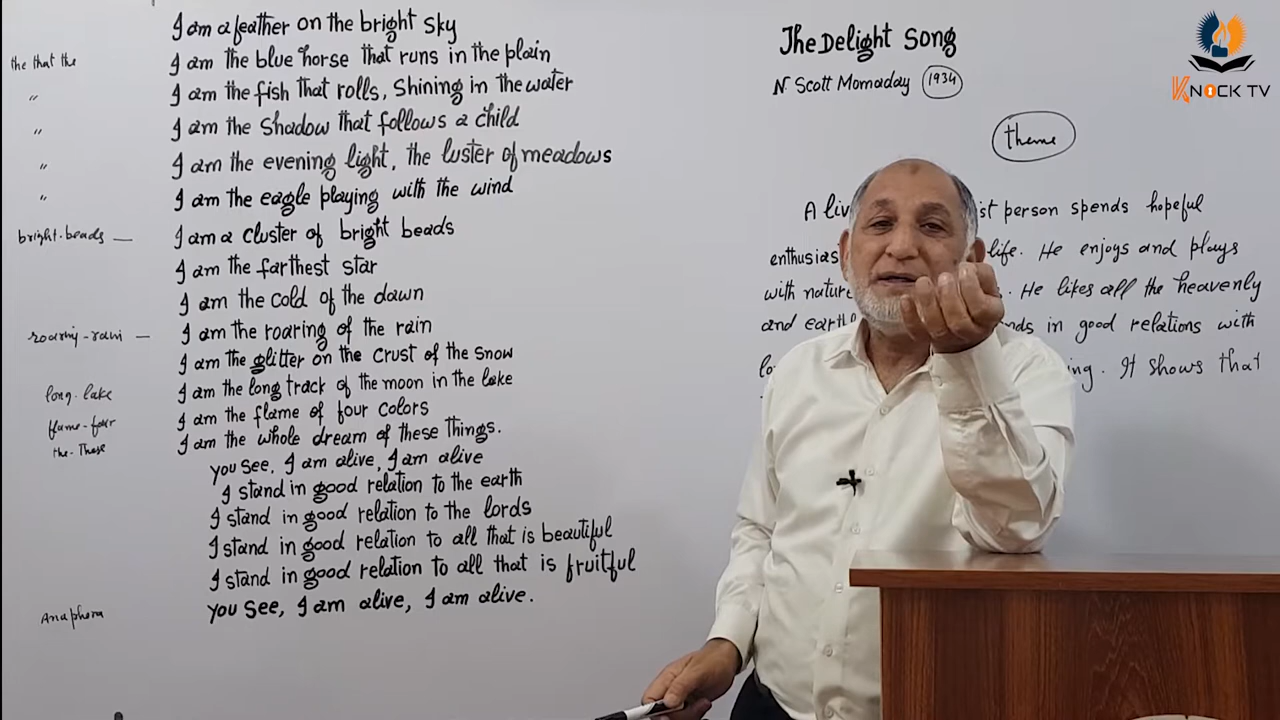 I am a feather on the bright sky
the that the
I am the blue horse that runs in the plain
"
I am the fish that rolls, shining in the water
"
I am the shadow that follows a child
"
I am the evening light, the luster of meadows
"
I am the eagle playing with the wind
bright-beads —
I am a cluster of bright beads
I am the farthest star
I am the cold of the dawn
roaring-rain —
I am the roaring of the rain
I am the glitter on the crust of the snow
long-lake
I am the long track of the moon in the lake
flame-four
I am the flame of four colors
the-these
I am the whole dream of these things.
you see, I am alive, I am alive
I stand in good relation to the earth
I stand in good relation to the lords
I stand in good relation to all that is beautiful
I stand in good relation to all that is fruitful
Anaphora
you see, I am alive, I am alive.
The Delight Song
N Scott Momaday 1934
theme
A person spends hopeful
life. He enjoys and plays
with nature He likes all the heavenly
and in good relations with
It shows that
KNOCK TV